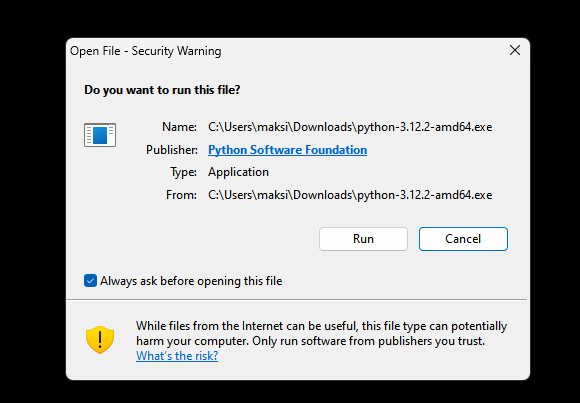 Open File - Security Warning
Do you want to run this file?
Name: C:\Users\maksi\Downloads\python-3.12.2-amd64.exe
Publisher: Python Software Foundation
Type: Application
From: C:\Users\maksi\Downloads\python-3.12.2-amd64.exe
Run Cancel
Always ask before opening this file
While files from the Internet can be useful, this file type can potentially
harm your computer. Only run software from publishers you trust.
What's the risk?